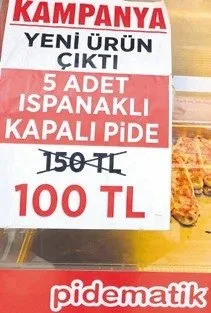 KAMPANYA
YENİ ÜRÜN
ÇIKTI
5 ADET
ISPANAKLI
KAPALI PİDE
150 TL
100 TL
pidematik